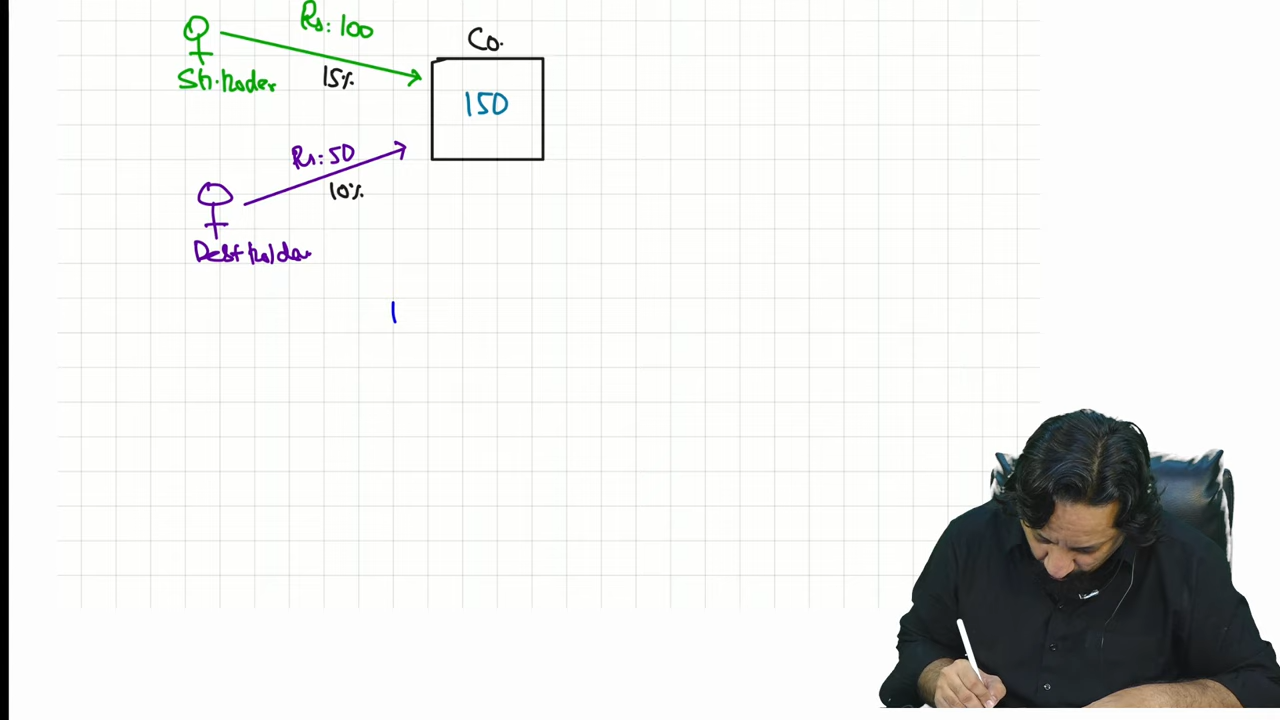 Rs: 100
Co.
Sh.holder
15%
150
Rs: 50
10%
Debt holder